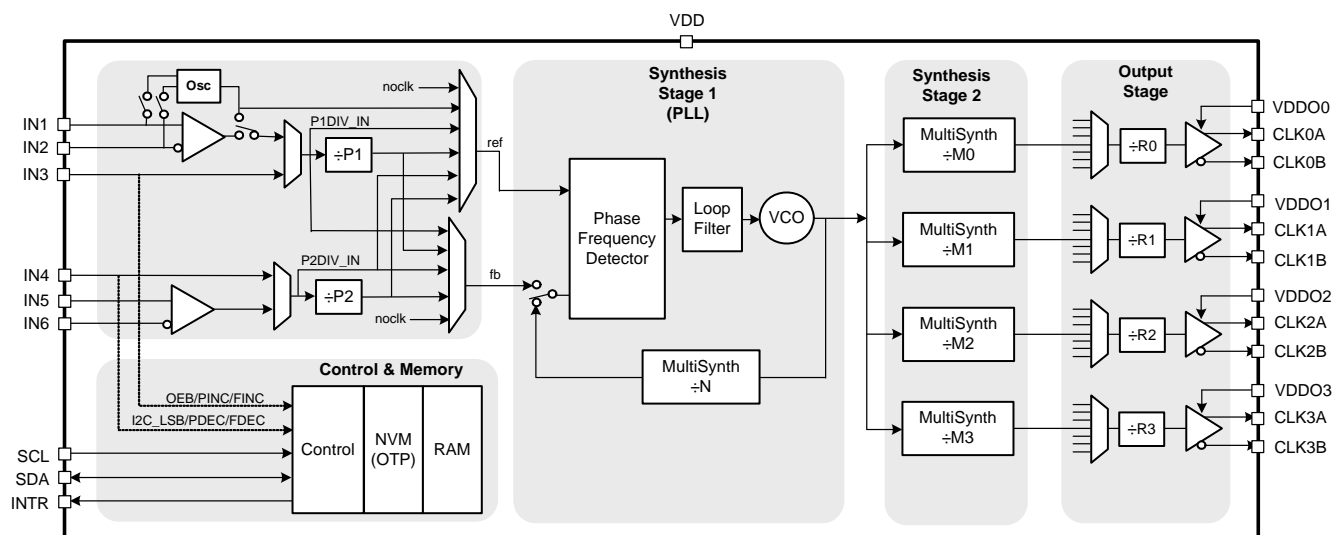 VDD
IN1
IN2
IN3
IN4
IN5
IN6
SCL
SDA
INTR
Osc
noclk
P1DIV_IN
÷P1
ref
P2DIV_IN
÷P2
noclk
fb
Control & Memory
OEB/PINC/FINC
I2C_LSB/PDEC/FDEC
Control
NVM
(OTP)
RAM
Synthesis
Stage 1
(PLL)
Phase
Frequency
Detector
Loop
Filter
VCO
MultiSynth
÷N
Synthesis
Stage 2
MultiSynth
÷M0
MultiSynth
÷M1
MultiSynth
÷M2
MultiSynth
÷M3
Output
Stage
÷R0
÷R1
÷R2
÷R3
VDDO0
CLK0A
CLK0B
VDDO1
CLK1A
CLK1B
VDDO2
CLK2A
CLK2B
VDDO3
CLK3A
CLK3B